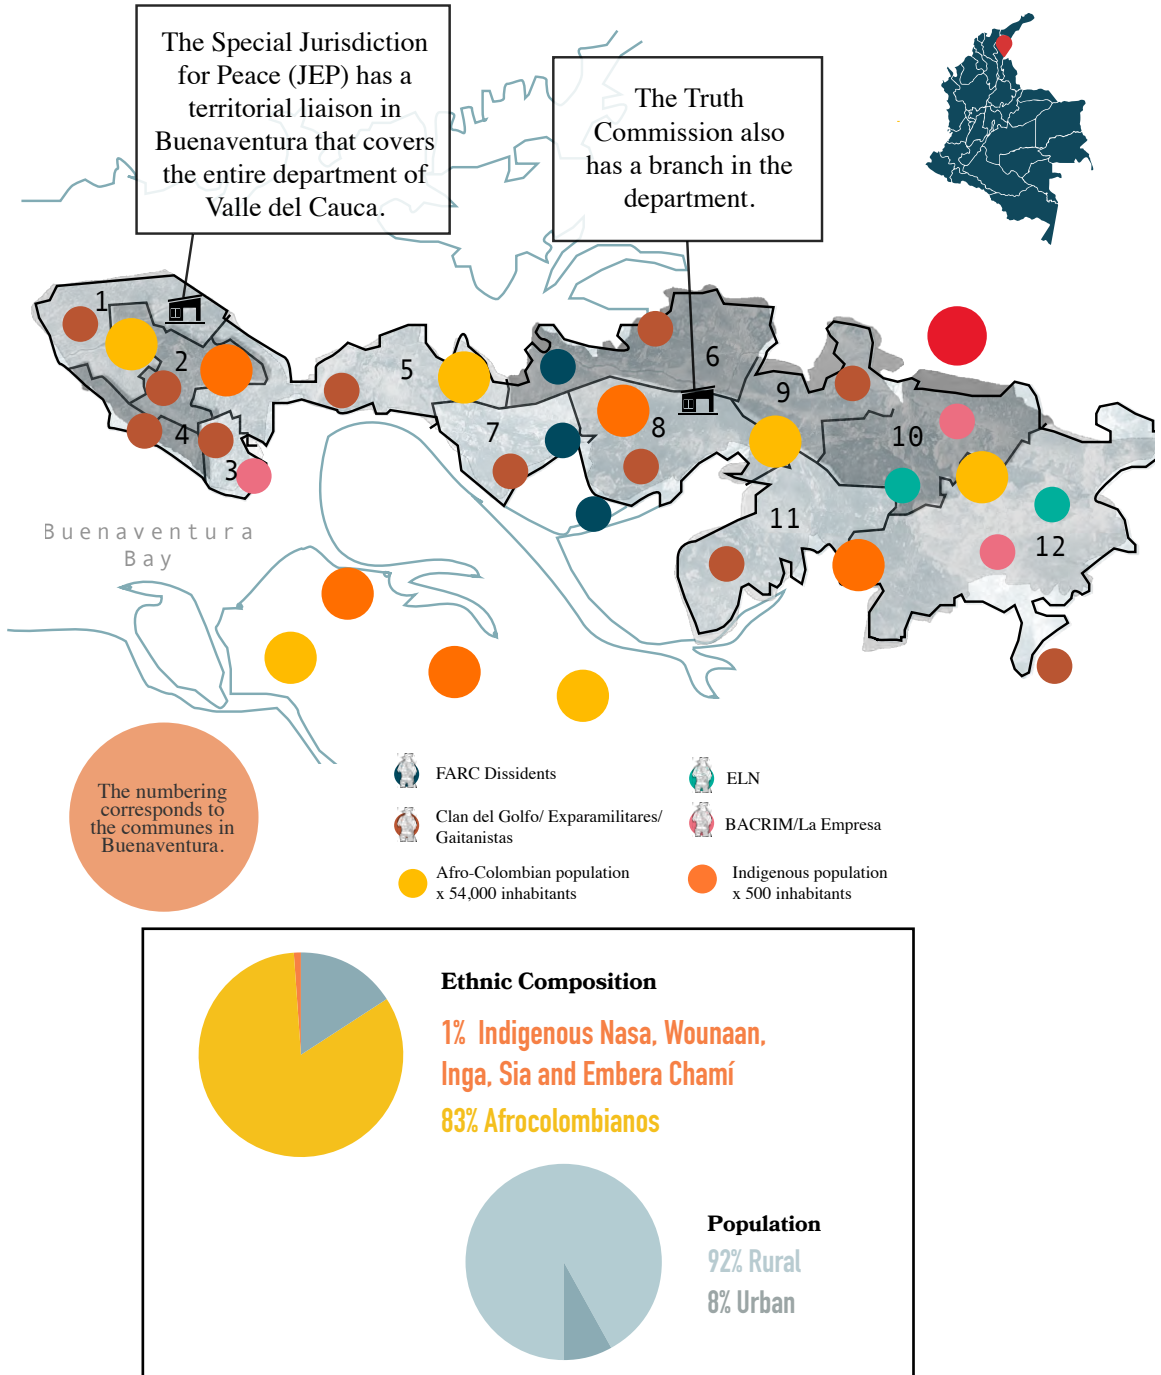 The Special Jurisdiction
for Peace (JEP) has a
territorial liaison in
Buenaventura that covers
the entire department of
Valle del Cauca.
The Truth
Commission also
has a branch in the
department.
1
2
3
4
5
6
7
8
9
10
11
12
Buenaventura
Bay
The numbering
corresponds to
the communes in
Buenaventura.
FARC Dissidents
ELN
Clan del Golfo/ Exparamilitares/
Gaitanistas
BACRIM/La Empresa
Afro-Colombian population
x 54,000 inhabitants
Indigenous population
x 500 inhabitants
Ethnic Composition
1% Indigenous Nasa, Wounaan,
Inga, Sia and Embera Chamí
83% Afrocolombianos
Population
92% Rural
8% Urban